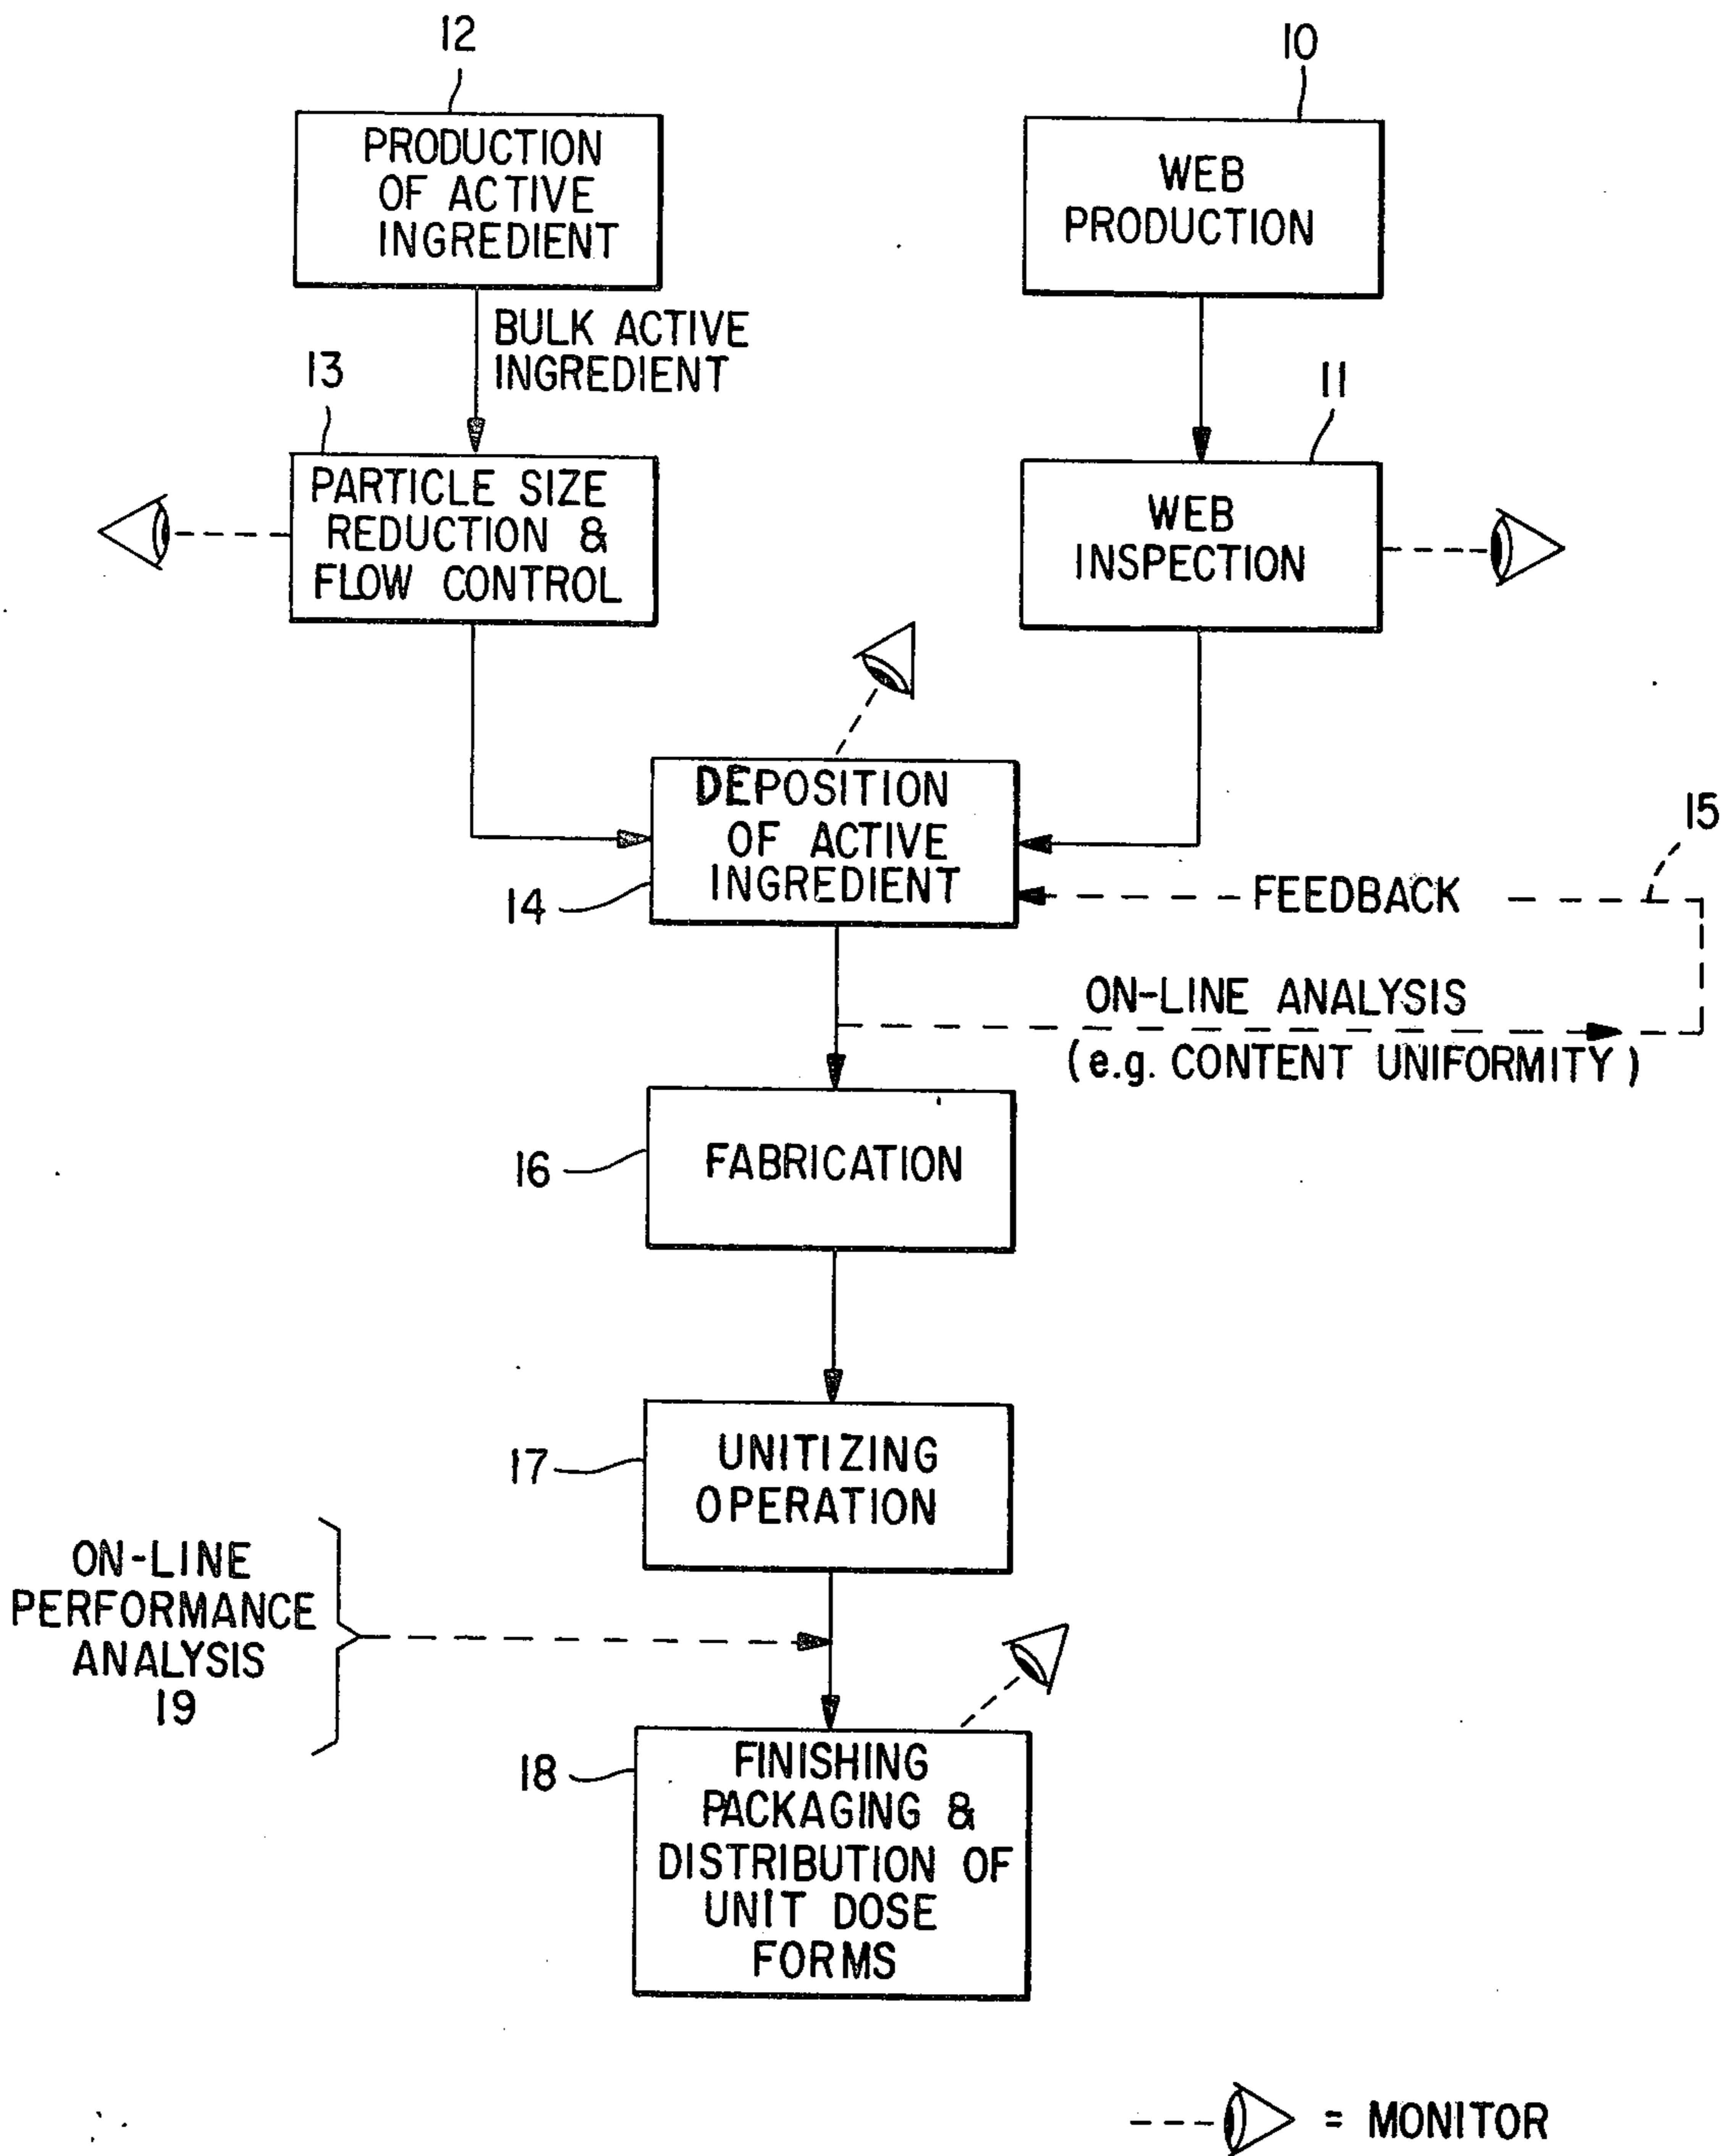 12
10
PRODUCTION
OF ACTIVE
INGREDIENT
WEB
PRODUCTION
BULK ACTIVE
INGREDIENT
13
11
PARTICLE SIZE
REDUCTION &
FLOW CONTROL
WEB
INSPECTION
DEPOSITION
OF ACTIVE
INGREDIENT
14
15
FEEDBACK
ON-LINE ANALYSIS
(e.g. CONTENT UNIFORMITY)
16
FABRICATION
17
UNITIZING
OPERATION
ON-LINE
PERFORMANCE
ANALYSIS
19
18
FINISHING
PACKAGING &
DISTRIBUTION OF
UNIT DOSE
FORMS
= MONITOR